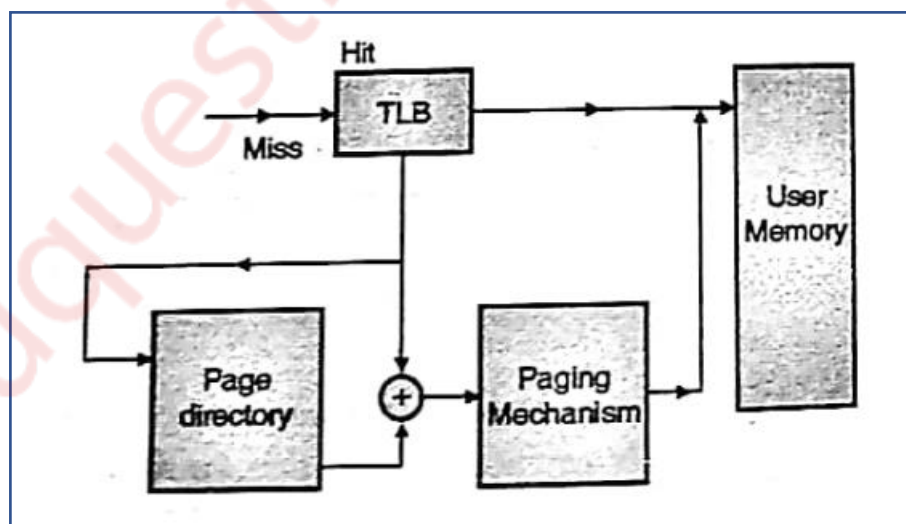 Hit
TLB
Miss
User
Memory
Page
directory
+
Paging
Mechanism